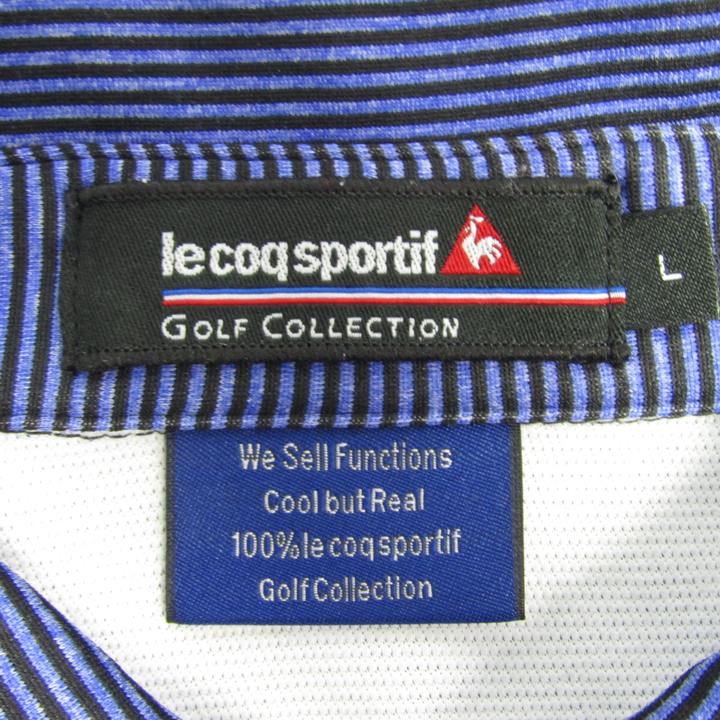 le coq sportif
GOLF COLLECTION
L
We Sell Functions
Cool but Real
100% le coq sportif
Golf Collection